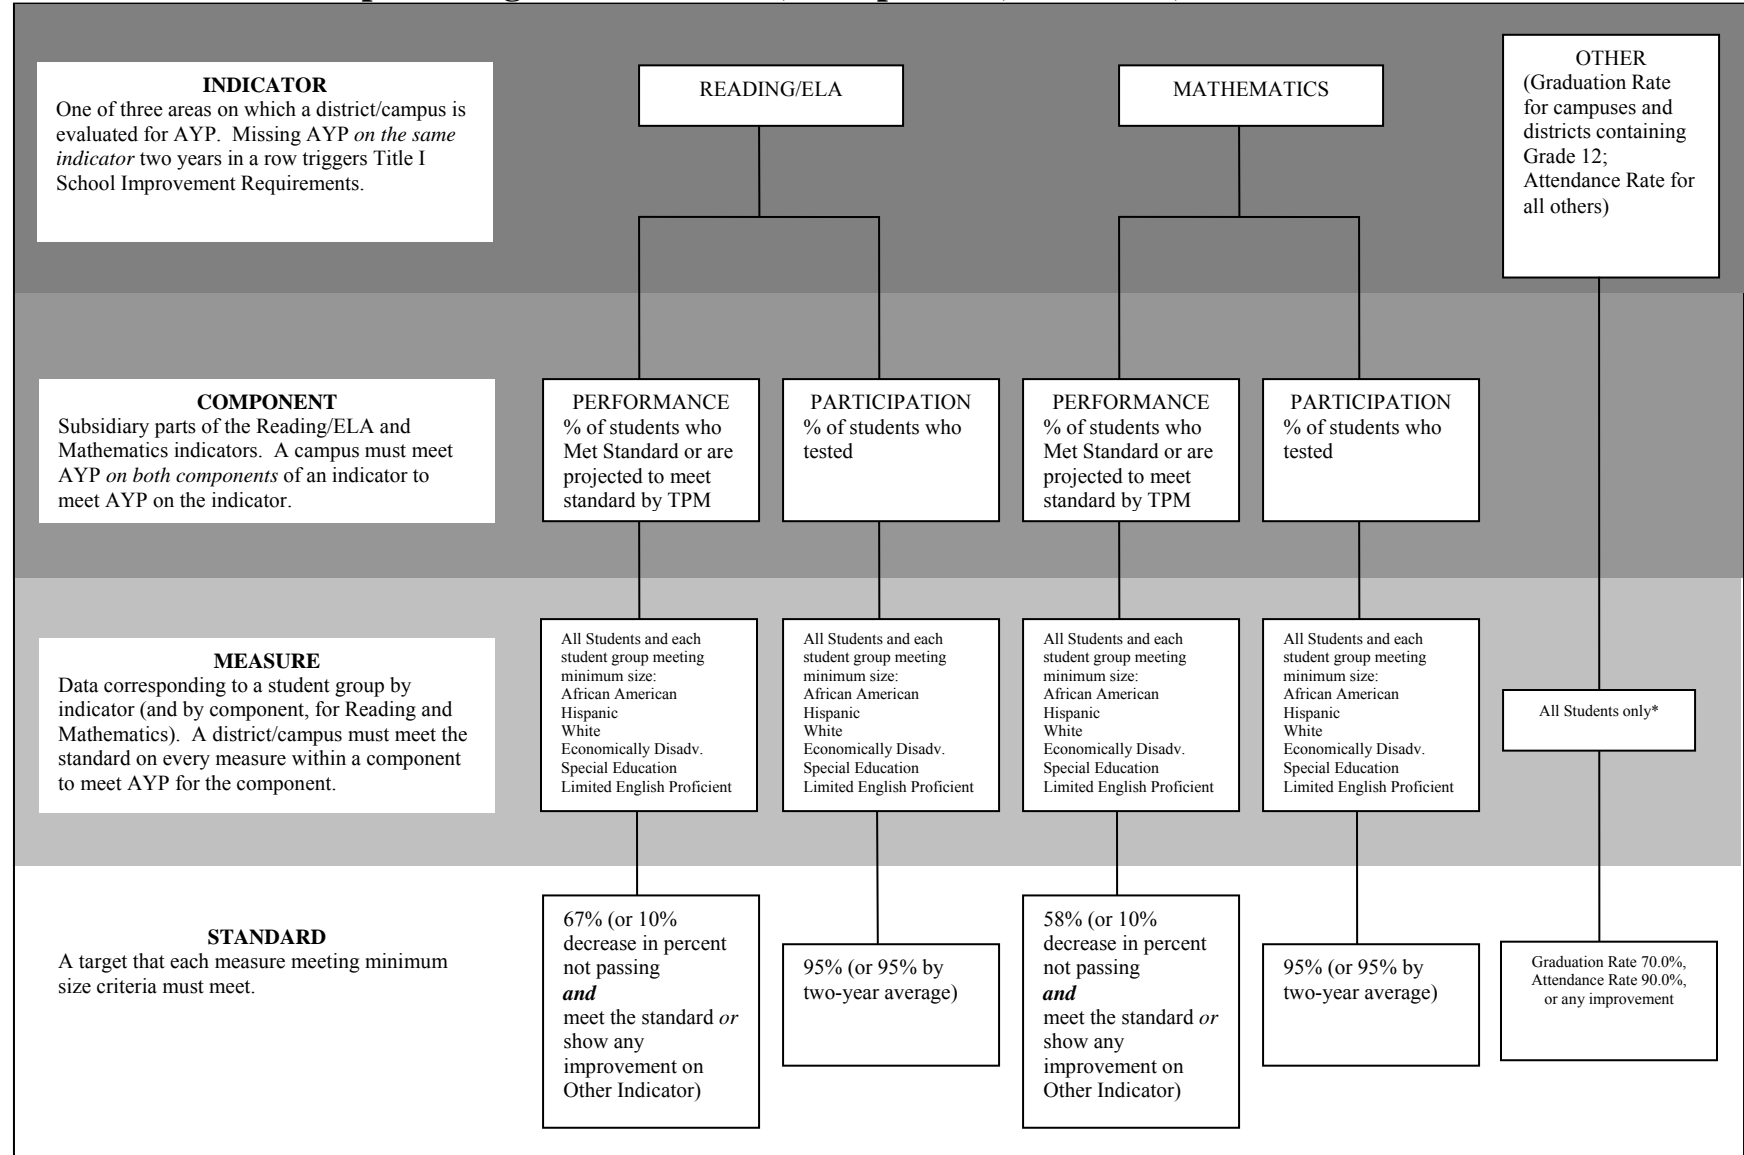 INDICATOR
One of three areas on which a district/campus is
evaluated for AYP. Missing AYP on the same
indicator two years in a row triggers Title I
School Improvement Requirements.
READING/ELA
MATHEMATICS
OTHER
(Graduation Rate
for campuses and
districts containing
Grade 12;
Attendance Rate for
all others)
COMPONENT
Subsidiary parts of the Reading/ELA and
Mathematics indicators. A campus must meet
AYP on both components of an indicator to
meet AYP on the indicator.
PERFORMANCE
% of students who
Met Standard or are
projected to meet
standard by TPM
PARTICIPATION
% of students who
tested
PERFORMANCE
% of students who
Met Standard or are
projected to meet
standard by TPM
PARTICIPATION
% of students who
tested
MEASURE
Data corresponding to a student group by
indicator (and by component, for Reading and
Mathematics). A district/campus must meet the
standard on every measure within a component
to meet AYP for the component.
All Students and each
student group meeting
minimum size:
African American
Hispanic
White
Economically Disadv.
Special Education
Limited English Proficient
All Students and each
student group meeting
minimum size:
African American
Hispanic
White
Economically Disadv.
Special Education
Limited English Proficient
All Students and each
student group meeting
minimum size:
African American
Hispanic
White
Economically Disadv.
Special Education
Limited English Proficient
All Students and each
student group meeting
minimum size:
African American
Hispanic
White
Economically Disadv.
Special Education
Limited English Proficient
All Students only*
STANDARD
A target that each measure meeting minimum
size criteria must meet.
67% (or 10%
decrease in percent
not passing
and
meet the standard or
show any
improvement on
Other Indicator)
95% (or 95% by
two-year average)
58% (or 10%
decrease in percent
not passing
and
meet the standard or
show any
improvement on
Other Indicator)
95% (or 95% by
two-year average)
Graduation Rate 70.0%,
Attendance Rate 90.0%,
or any improvement